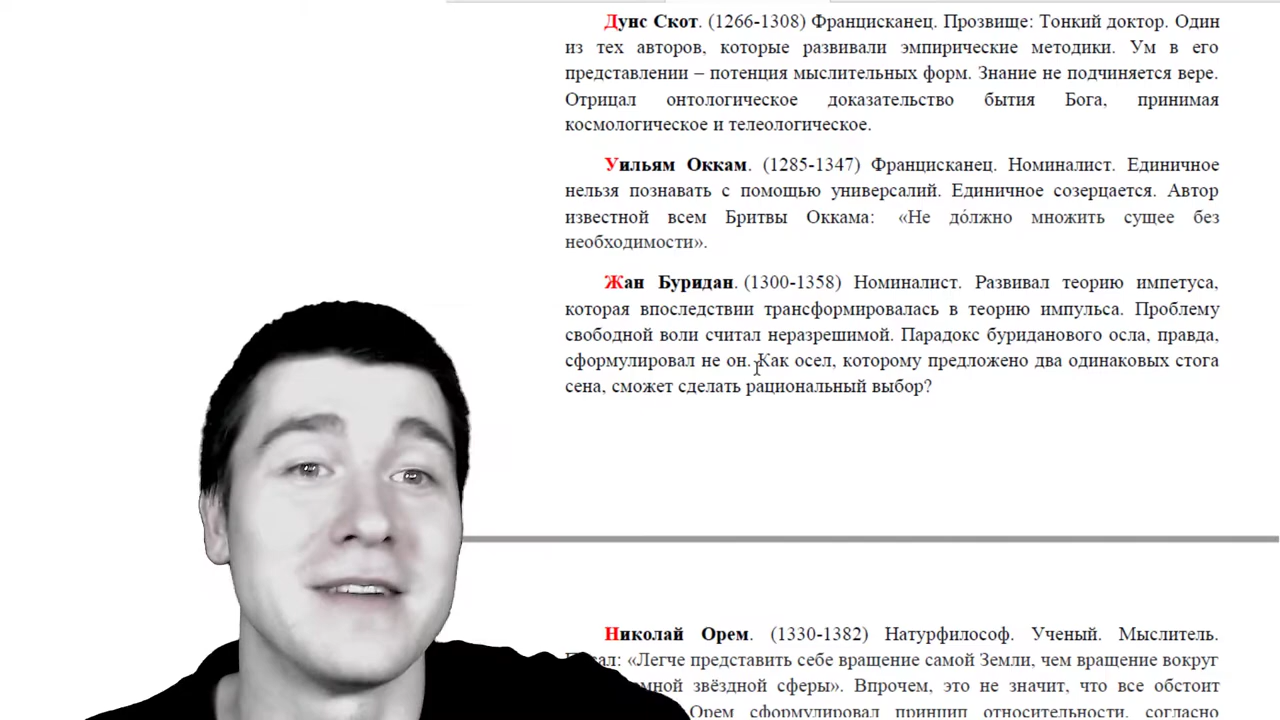 Дунс Скот. (1266-1308) Францисканец. Прозвище: Тонкий доктор. Один
из тех авторов, которые развивали эмпирические методики. Ум в его
представлении – потенция мыслительных форм. Знание не подчиняется вере.
Отрицал онтологическое доказательство бытия Бога, принимая
космологическое и телеологическое.
Уильям Оккам. (1285-1347) Францисканец. Номиналист. Единичное
нельзя познавать с помощью универсалий. Единичное созерцается. Автор
известной всем Бритвы Оккама: «Не до́лжно множить сущее без
необходимости».
Жан Буридан. (1300-1358) Номиналист. Развивал теорию импетуса,
которая впоследствии трансформировалась в теорию импульса. Проблему
свободной воли считал неразрешимой. Парадокс буриданового осла, правда,
сформулировал не он. Как осел, которому предложено два одинаковых стога
сена, сможет сделать рациональный выбор?
Николай Орем. (1330-1382) Натурфилософ. Ученый. Мыслитель.
«Легче представить себе вращение самой Земли, чем вращение вокруг
звёздной сферы». Впрочем, это не значит, что все обстоит
Орем сформулировал принцип относительности, согласно